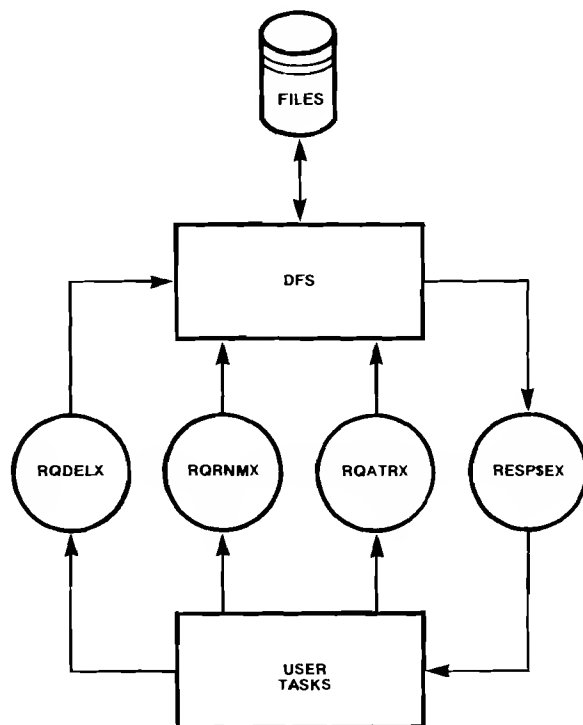 FILES
DFS
RQDELX
RQRNMX
RQATRX
RESP$EX
USER
TASKS